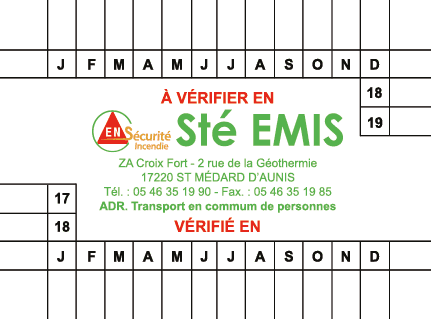 J F M A M J J A S O N D
À VÉRIFIER EN
18
19
EN Sécurité
Incendie
Sté EMIS
ZA Croix Fort - 2 rue de la Géothermie
17220 ST MÉDARD D'AUNIS
Tél. : 05 46 35 19 90 - Fax. : 05 46 35 19 85
ADR. Transport en commum de personnes
17
18
VÉRIFIÉ EN
J F M A M J J A S O N D